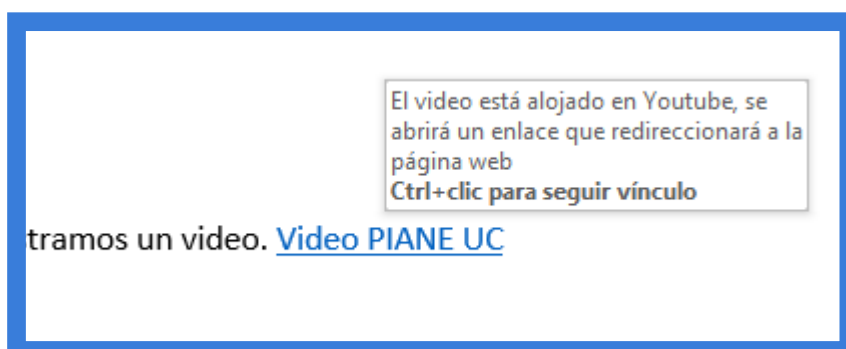 El video está alojado en Youtube, se
abrirá un enlace que redireccionará a la
página web
Ctrl+clic para seguir vínculo
stramos un video. Video PIANE UC